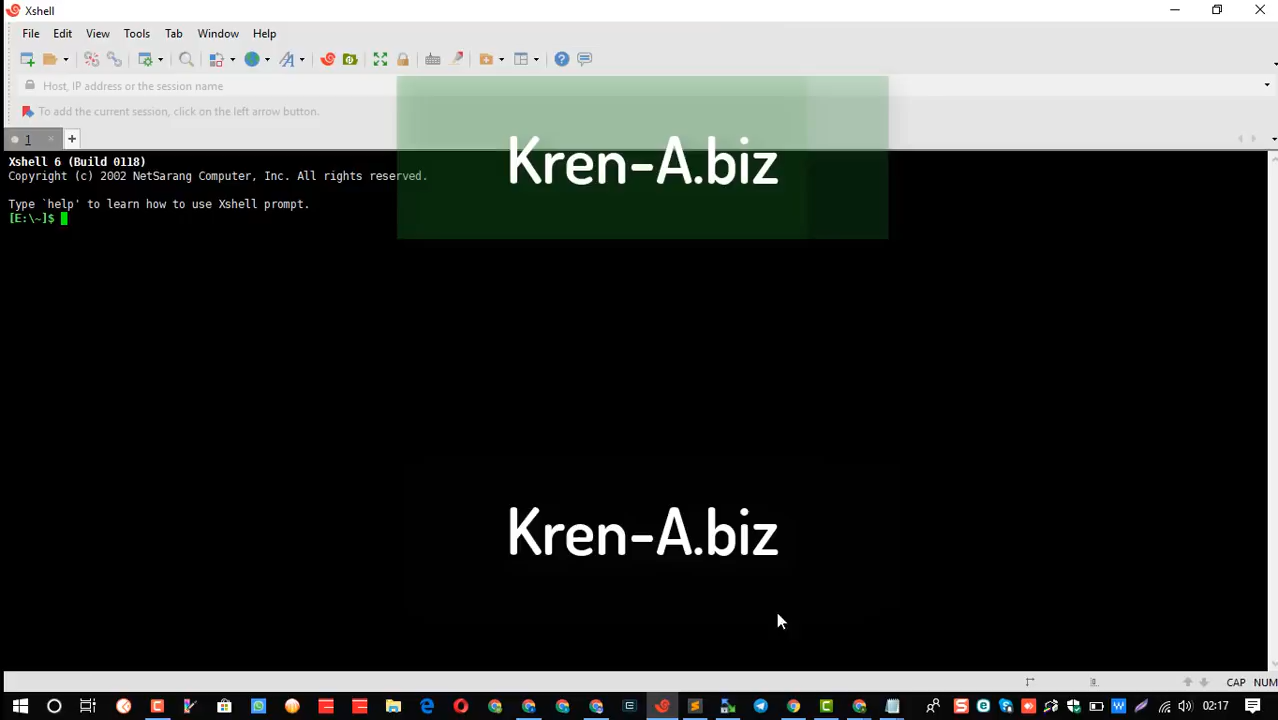 Xshell
File Edit View Tools Tab Window Help
Host, IP address or the session name
To add the current session, click on the left arrow button.
1
Kren-A.biz
Xshell 6 (Build 0118)
Copyright (c) 2002 NetSarang Computer, Inc. All rights reserved.
Type `help' to learn how to use Xshell prompt.
[E:\~]$
Kren-A.biz
CAP NUM
02:17